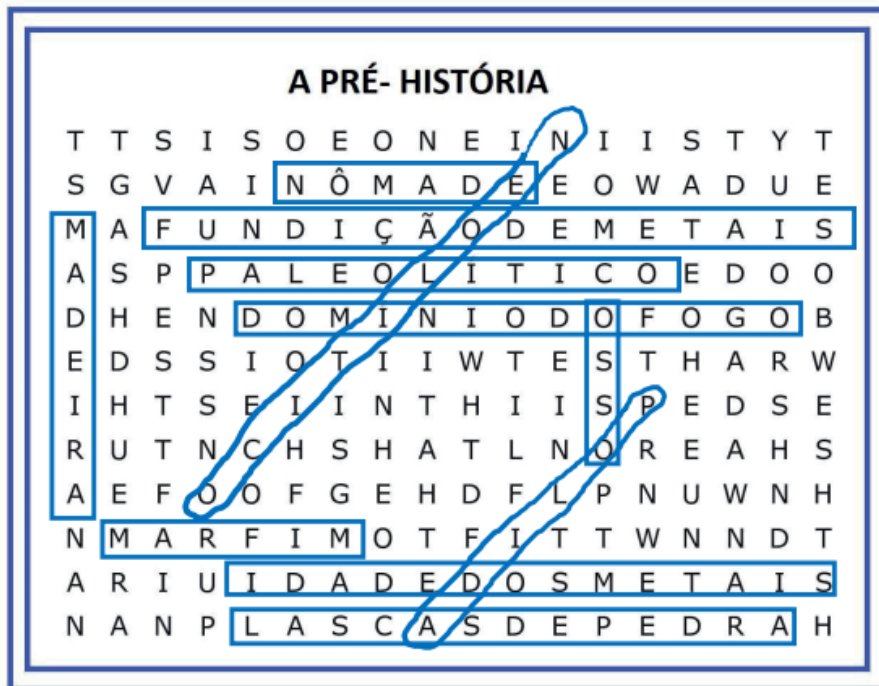 A PRÉ- HISTÓRIA
T T S I S O E O N E I N I I S T Y T
S G V A I N Ô M A D E E O W A D U E
M A F U N D I Ç Ã O D E M E T A I S
A S P P A L E O L I T I C O E D O O
D H E N D O M I N I O D O F O G O B
E D S S I O T I I W T E S T H A R W
I H T S E I I N T H I I S P E D S E
R U T N C H S H A T L N O R E A H S
A E F O O F G E H D F L P N U W N H
N M A R F I M O T F I T T W N N D T
A R I U I D A D E D O S M E T A I S
N A N P L A S C A S D E P E D R A H